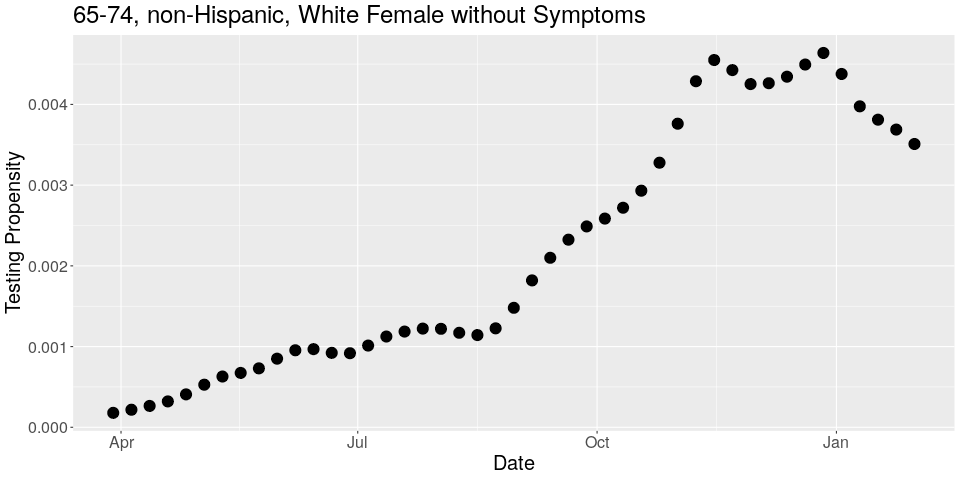 65-74, non-Hispanic, White Female without Symptoms
Testing Propensity
0.004
0.003
0.002
0.001
0.000
Apr
Jul
Oct
Jan
Date